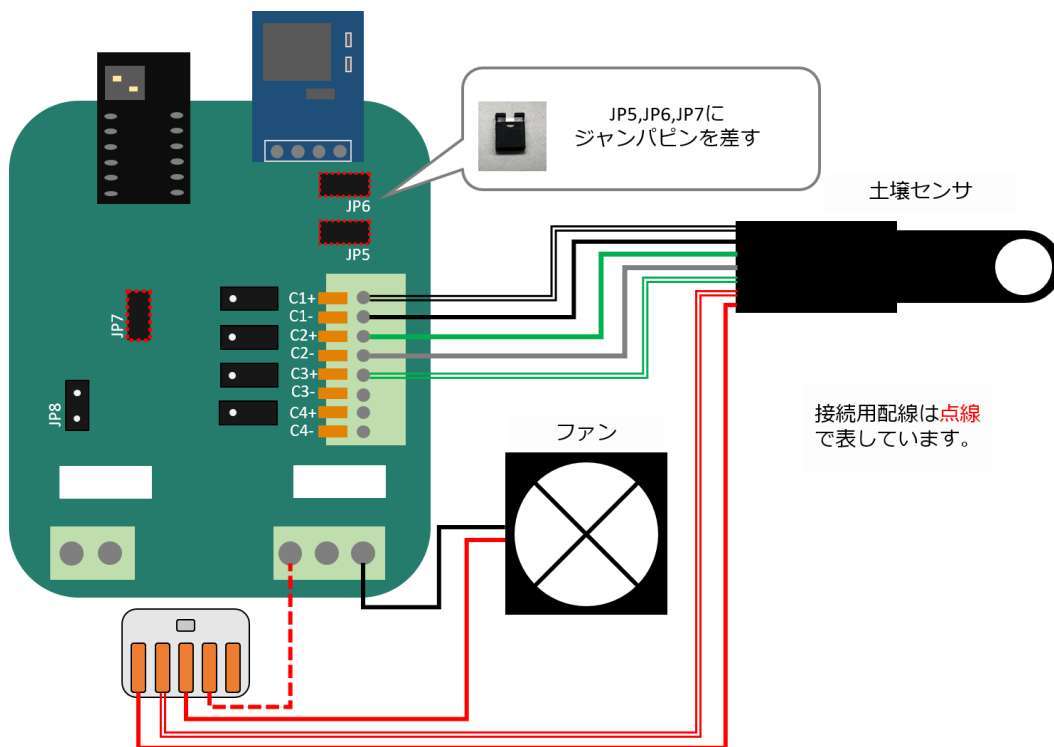 JP5,JP6,JP7に
ジャンパピンを差す
JP6
JP5
土壌センサ
JP7
C1+
C1-
C2+
C2-
C3+
C3-
C4+
C4-
JP8
接続用配線は点線
で表しています。
ファン